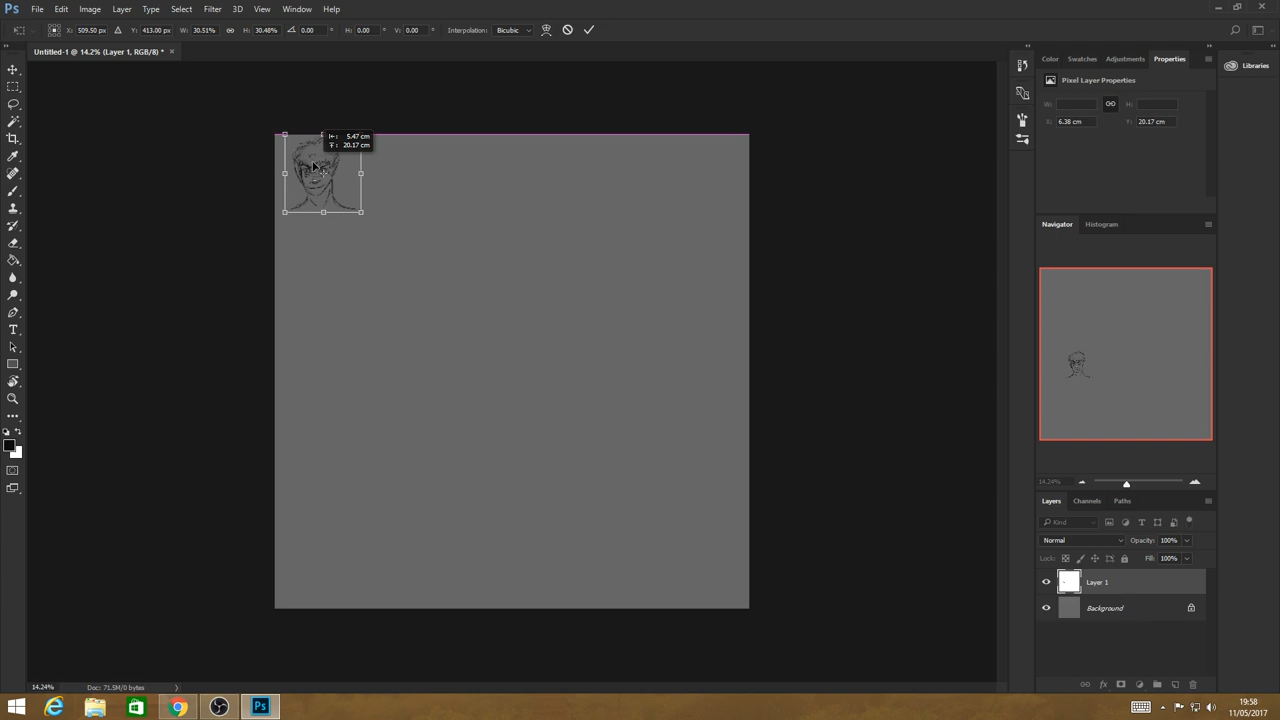 Ps File Edit Image Layer Type Select Filter 3D View Window Help
X: 509.50 px Y: 413.00 px W: 30.51% H: 30.48% 0.00 ° H: 0.00 ° V: 0.00 ° Interpolation: Bicubic
Untitled-1 @ 14.2% (Layer 1, RGB/8) * ×
Color Swatches Adjustments Properties
Libraries
Pixel Layer Properties
W: H:
X: 6.38 cm Y: 20.17 cm
5.47 cm
20.17 cm
Navigator Histogram
14.24%
Layers Channels Paths
Kind
Normal Opacity: 100%
Lock: Fill: 100%
Layer 1
Background
14.24% Doc: 71.5M/0 bytes
Ps
19:58
11/05/2017